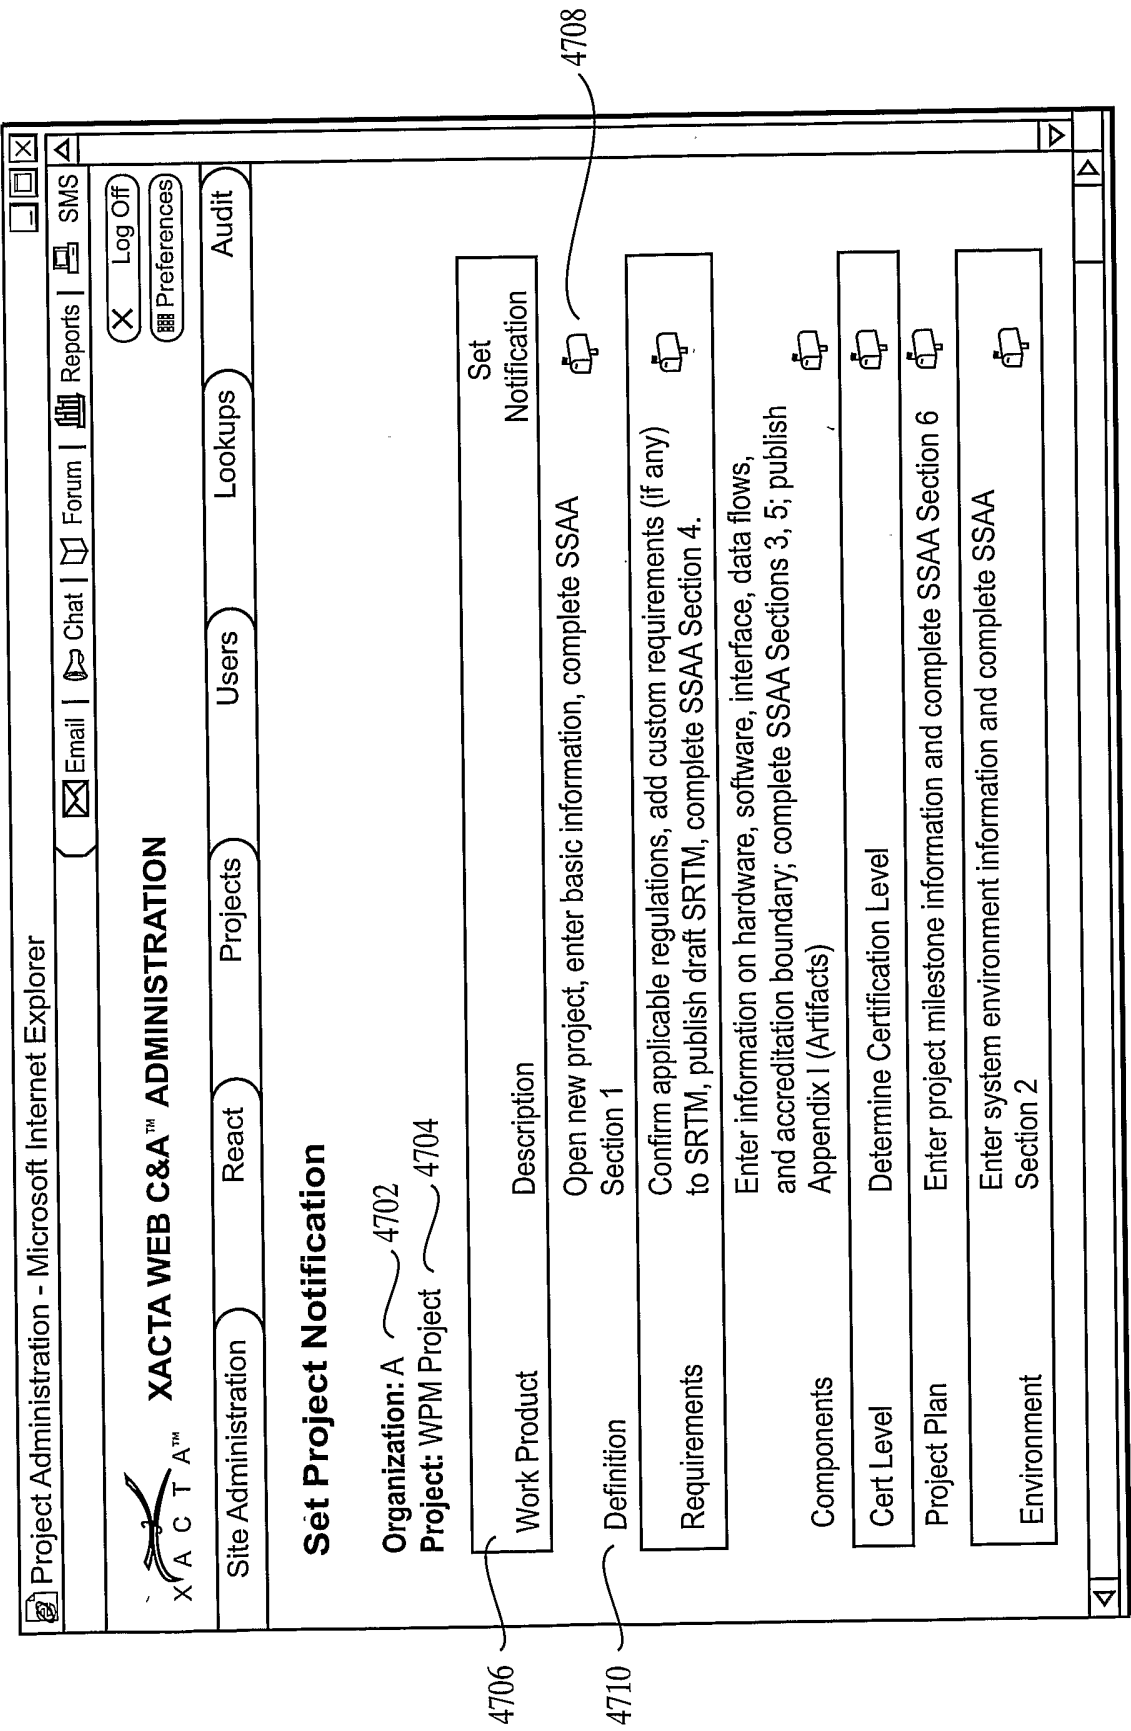 Project Administration - Microsoft Internet Explorer
Email | Chat | Forum | Reports | SMS
XACTA™
XACTA WEB C&A™ ADMINISTRATION
Log Off
Preferences
Site Administration React Projects Users Lookups Audit
Set Project Notification
Organization: A 4702
Project: WPM Project 4704
4706
Work Product Description Set
Notification
4708
4710
Definition Open new project, enter basic information, complete SSAA
Section 1
Requirements Confirm applicable regulations, add custom requirements (if any)
to SRTM, publish draft SRTM, complete SSAA Section 4.
Components Enter information on hardware, software, interface, data flows,
and accreditation boundary; complete SSAA Sections 3, 5; publish
Appendix I (Artifacts)
Cert Level Determine Certification Level
Project Plan Enter project milestone information and complete SSAA Section 6
Environment Enter system environment information and complete SSAA
Section 2